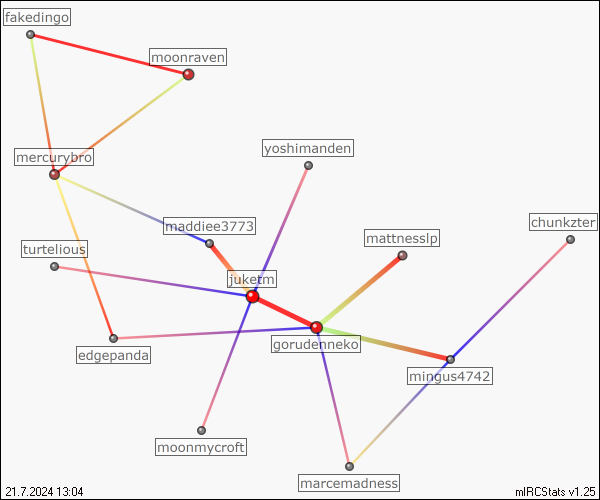 fakedingo
moonraven
yoshimanden
mercurybro
maddiee3773
chunkzter
mattnesslp
turtelious
juketm
gorudenneko
edgepanda
mingus4742
moonmycroft
marcemadness
21.7.2024 13:04
mIRCStats v1.25